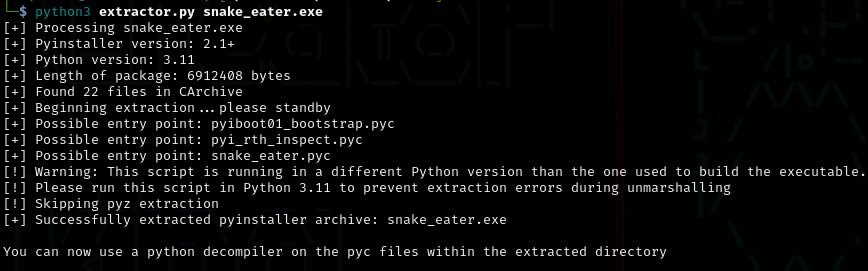 └─$ python3 extractor.py snake_eater.exe
[+] Processing snake_eater.exe
[+] Pyinstaller version: 2.1+
[+] Python version: 3.11
[+] Length of package: 6912408 bytes
[+] Found 22 files in CArchive
[+] Beginning extraction...please standby
[+] Possible entry point: pyiboot01_bootstrap.pyc
[+] Possible entry point: pyi_rth_inspect.pyc
[+] Possible entry point: snake_eater.pyc
[!] Warning: This script is running in a different Python version than the one used to build the executable.
[!] Please run this script in Python 3.11 to prevent extraction errors during unmarshalling
[!] Skipping pyz extraction
[+] Successfully extracted pyinstaller archive: snake_eater.exe
You can now use a python decompiler on the pyc files within the extracted directory